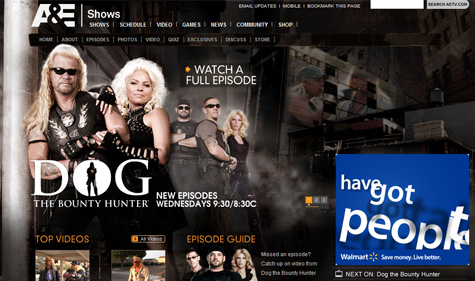 EMAIL UPDATES | MOBILE | BOOKMARK THIS PAGE
SEARCH AETV.COM
A&E
Shows
SHOWS | SCHEDULE | VIDEO | GAMES | NEWS | COMMUNITY | SHOP
HOME | ABOUT | EPISODES | PHOTOS | VIDEO | QUIZ | EXCLUSIVES | DISCUSS | STORE
WATCH A
FULL EPISODE
DOG
THE BOUNTY HUNTER
NEW EPISODES
WEDNESDAYS 9:30/8:30C
1 2 3
have
got
people
Walmart Save money. Live better.
TOP VIDEOS
All Videos
EPISODE GUIDE
Missed an episode?
Catch up on video from
Dog the Bounty Hunter
NEXT ON: Dog the Bounty Hunter